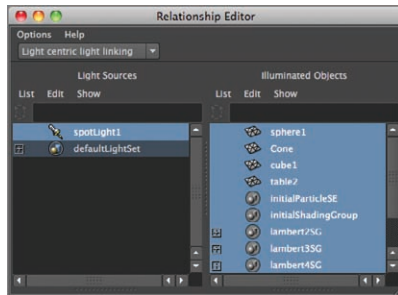 Relationship Editor
Options Help
Light centric light linking
Light Sources
Illuminated Objects
List Edit Show
List Edit Show
spotLight1
defaultLightSet
sphere1
Cone
cube1
table2
initialParticleSE
initialShadingGroup
lambert2SG
lambert3SG
lambert4SG